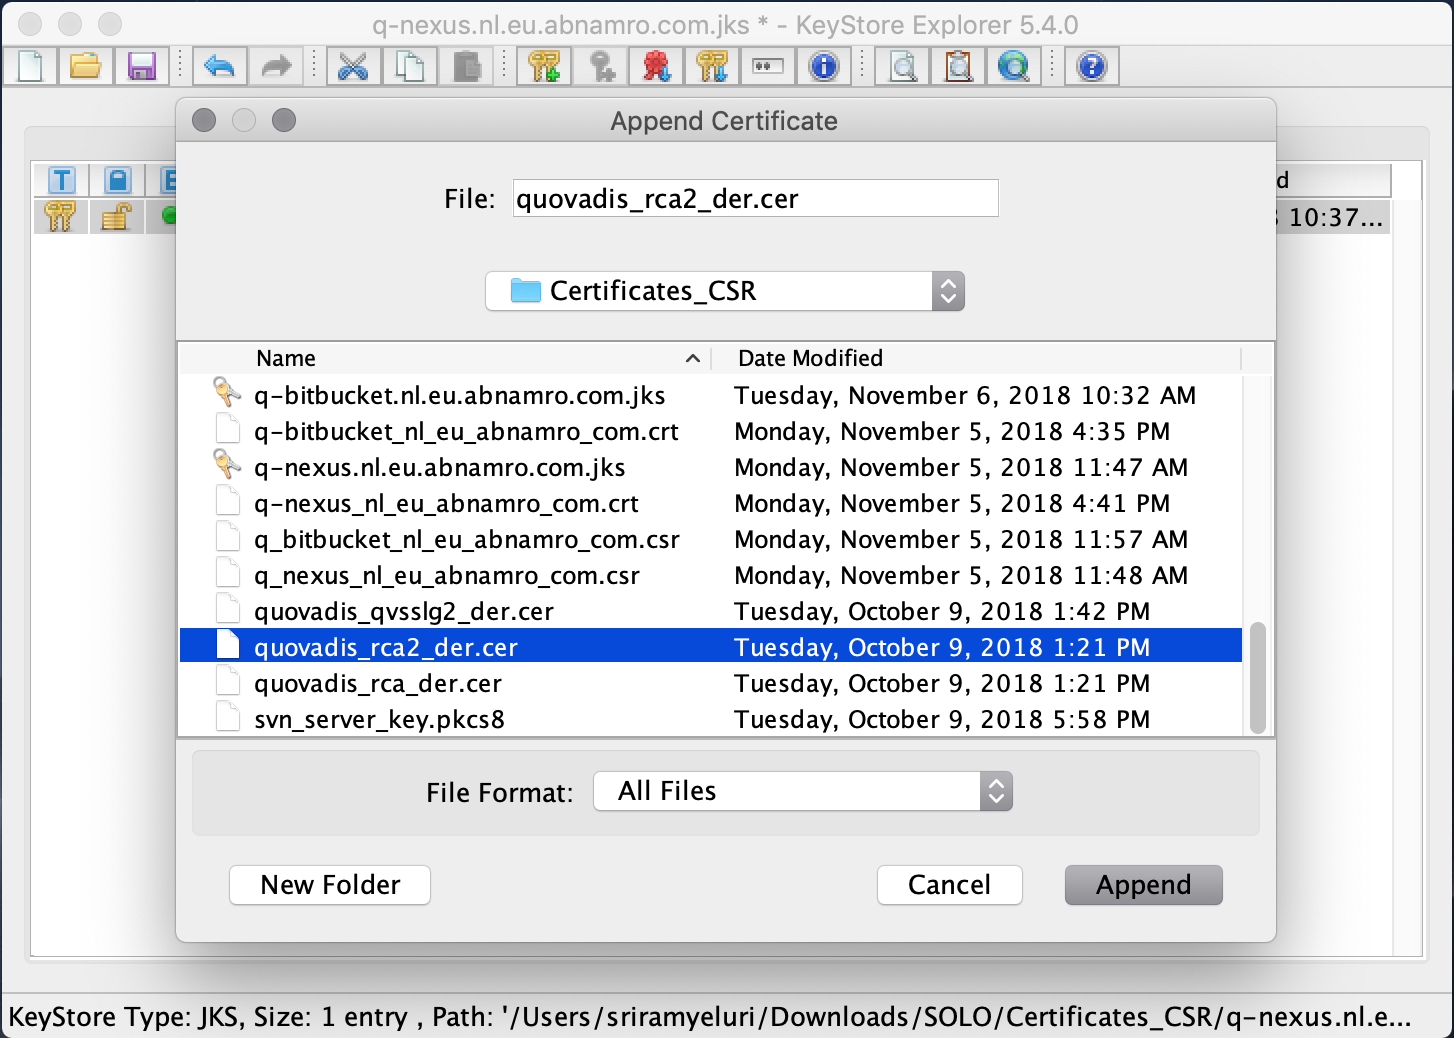 q-nexus.nl.eu.abnamro.com.jks * - KeyStore Explorer 5.4.0
Append Certificate
T E
d
File: quovadis_rca2_der.cer
10:37...
Certificates_CSR
Name Date Modified
q-bitbucket.nl.eu.abnamro.com.jks Tuesday, November 6, 2018 10:32 AM
q-bitbucket_nl_eu_abnamro_com.crt Monday, November 5, 2018 4:35 PM
q-nexus.nl.eu.abnamro.com.jks Monday, November 5, 2018 11:47 AM
q-nexus_nl_eu_abnamro_com.crt Monday, November 5, 2018 4:41 PM
q_bitbucket_nl_eu_abnamro_com.csr Monday, November 5, 2018 11:57 AM
q_nexus_nl_eu_abnamro_com.csr Monday, November 5, 2018 11:48 AM
quovadis_qvsslg2_der.cer Tuesday, October 9, 2018 1:42 PM
quovadis_rca2_der.cer Tuesday, October 9, 2018 1:21 PM
quovadis_rca_der.cer Tuesday, October 9, 2018 1:21 PM
svn_server_key.pkcs8 Tuesday, October 9, 2018 5:58 PM
File Format: All Files
New Folder Cancel Append
KeyStore Type: JKS, Size: 1 entry , Path: '/Users/sriramyeluri/Downloads/SOLO/Certificates_CSR/q-nexus.nl.e...